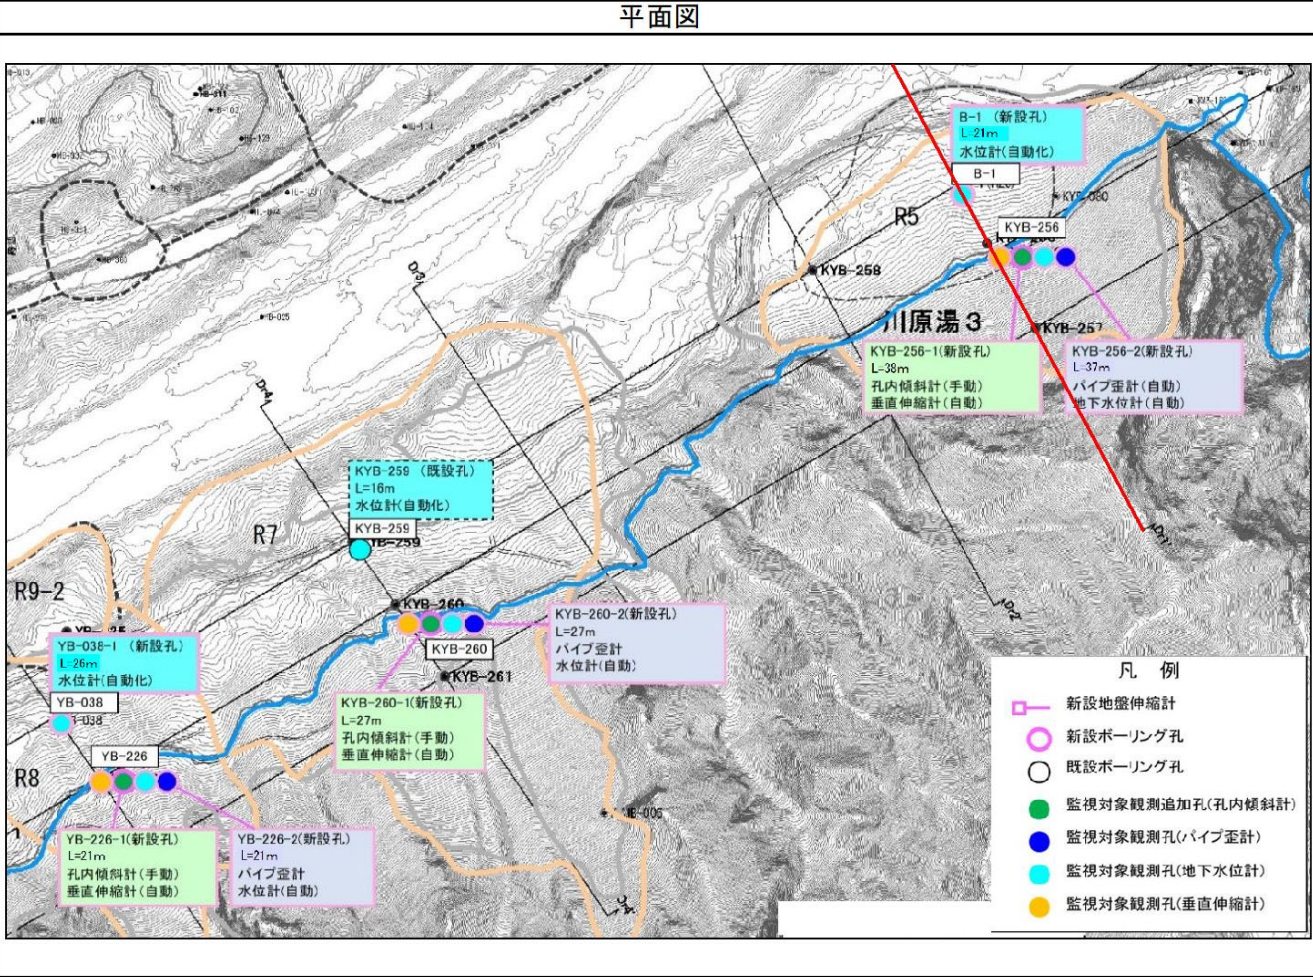 平面図
B-1 (新設孔)
L=21m
水位計(自動化)
B-1
KYB-080
R5
KYB-256
KYB-258
川原湯3
KYB-257
KYB-256-1(新設孔)
L=38m
孔内傾斜計(手動)
垂直伸縮計(自動)
KYB-256-2(新設孔)
L=37m
パイプ歪計(自動)
地下水位計(自動)
KYB-259 (既設孔)
L=16m
水位計(自動化)
KYB-259
R7
R9-2
KYB-260
KYB-260
KYB-261
KYB-260-2(新設孔)
L=27m
パイプ歪計
水位計(自動)
KYB-260-1(新設孔)
L=27m
孔内傾斜計(手動)
垂直伸縮計(自動)
YB-038-1 (新設孔)
L=26m
水位計(自動化)
YB-038
YB-226
R8
YB-226-1(新設孔)
L=21m
孔内傾斜計(手動)
垂直伸縮計(自動)
YB-226-2(新設孔)
L=21m
パイプ歪計
水位計(自動)
凡 例
新設地盤伸縮計
新設ボーリング孔
既設ボーリング孔
監視対象観測追加孔(孔内傾斜計)
監視対象観測孔(パイプ歪計)
監視対象観測孔(地下水位計)
監視対象観測孔(垂直伸縮計)